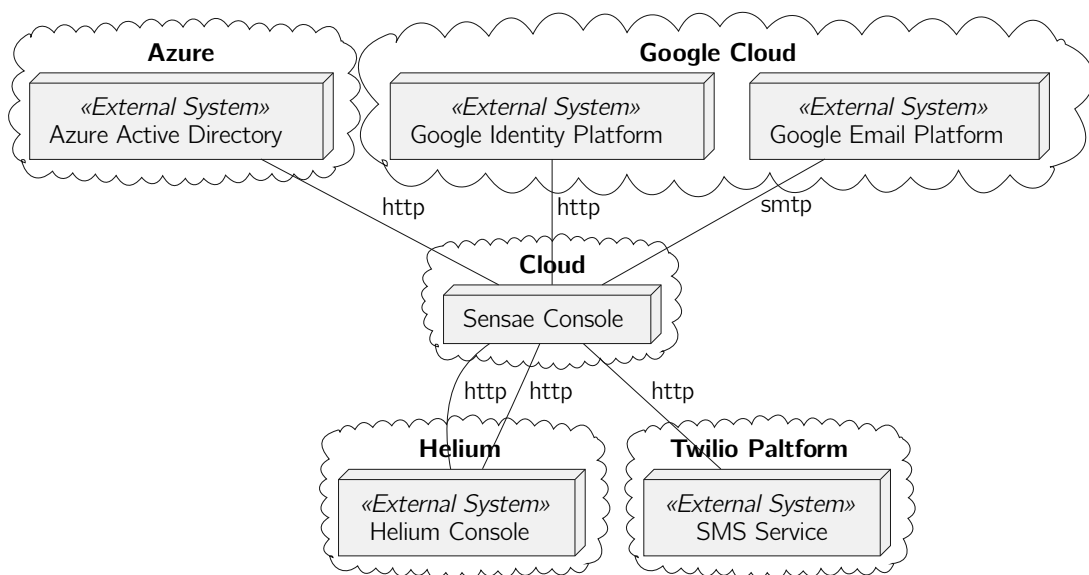 Azure
Google Cloud
«External System»
Azure Active Directory
«External System»
Google Identity Platform
«External System»
Google Email Platform
http
http
smtp
Cloud
Sensae Console
http
http
http
Helium
Twilio Paltform
«External System»
Helium Console
«External System»
SMS Service